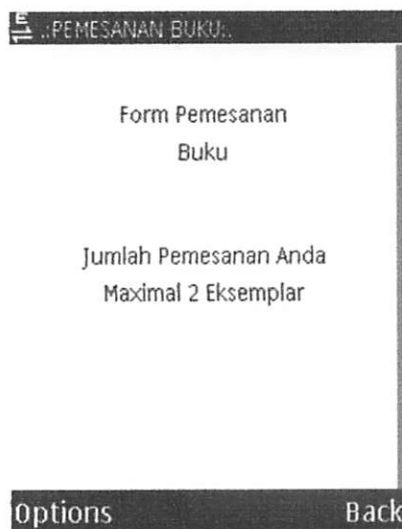 E
.:PEMESANAN BUKU:.
Form Pemesanan
Buku
Jumlah Pemesanan Anda
Maximal 2 Eksemplar
Options Back